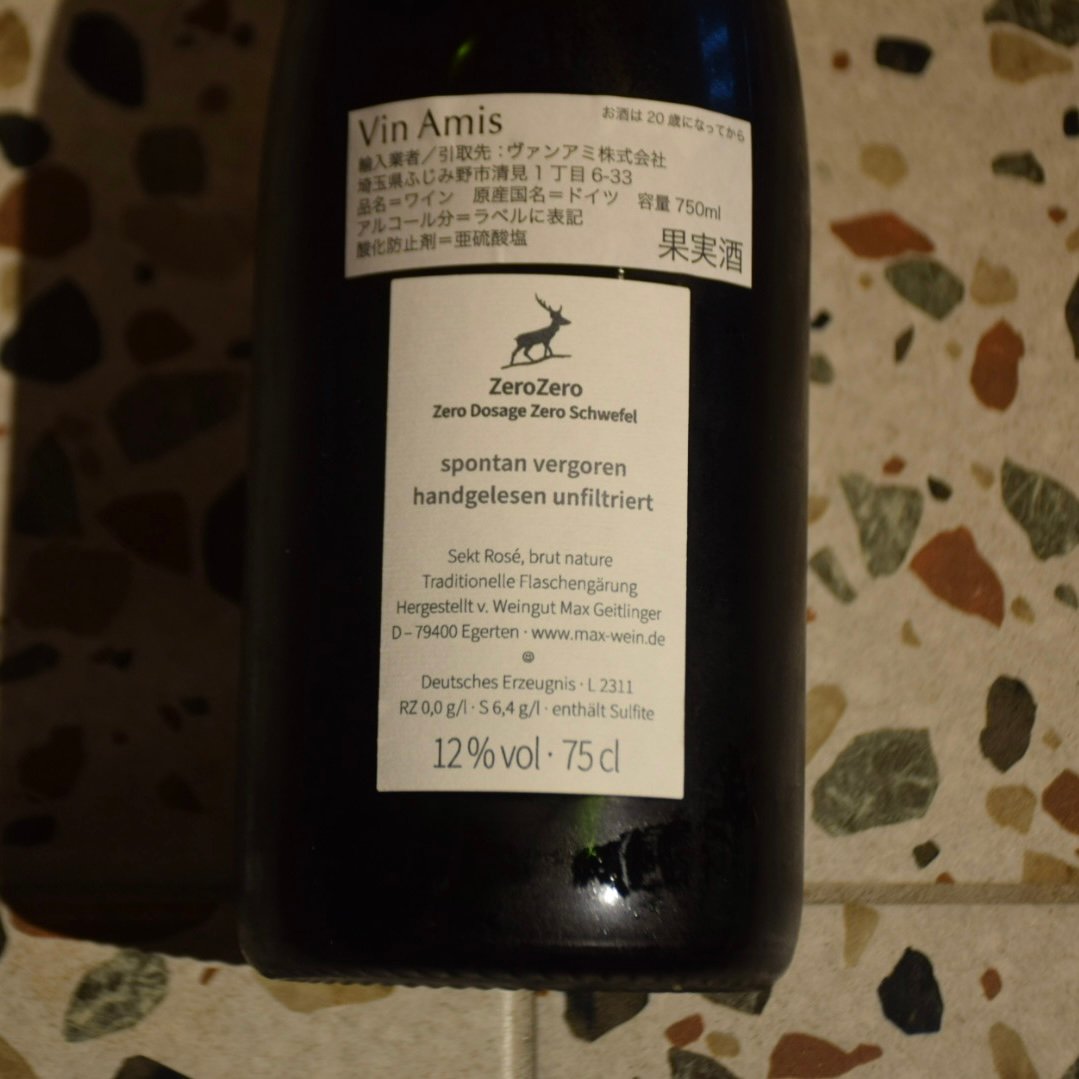 Vin Amis
お酒は20歳になってから
輸入業者／引取先：ヴァンアミ株式会社
埼玉県ふじみ野市清見1丁目6-33
品名＝ワイン 原産国名＝ドイツ 容量 750ml
アルコール分＝ラベルに表記
酸化防止剤＝亜硫酸塩
果実酒
ZeroZero
Zero Dosage Zero Schwefel
spontan vergoren
handgelesen unfiltriert
Sekt Rosé, brut nature
Traditionelle Flaschengärung
Hergestellt v. Weingut Max Geitlinger
D – 79400 Egerten · www.max-wein.de
☺
Deutsches Erzeugnis · L 2311
RZ 0,0 g/l · S 6,4 g/l · enthält Sulfite
12 % vol · 75 cl